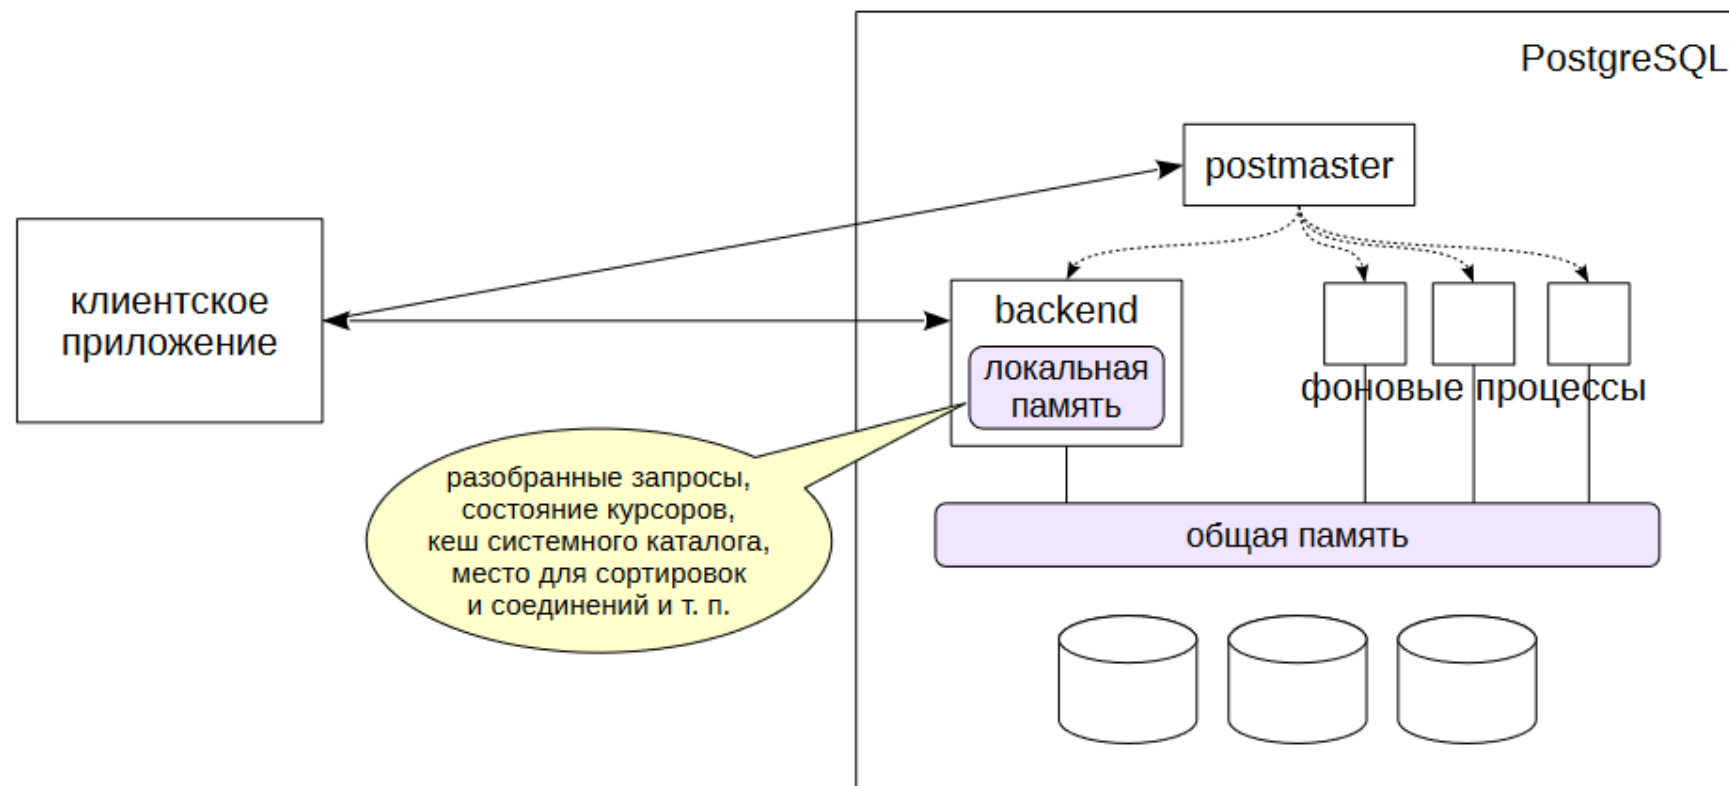 PostgreSQL
postmaster
клиентское
приложение
backend
локальная
память
фоновые процессы
разобранные запросы,
состояние курсоров,
кеш системного каталога,
место для сортировок
и соединений и т. п.
общая память